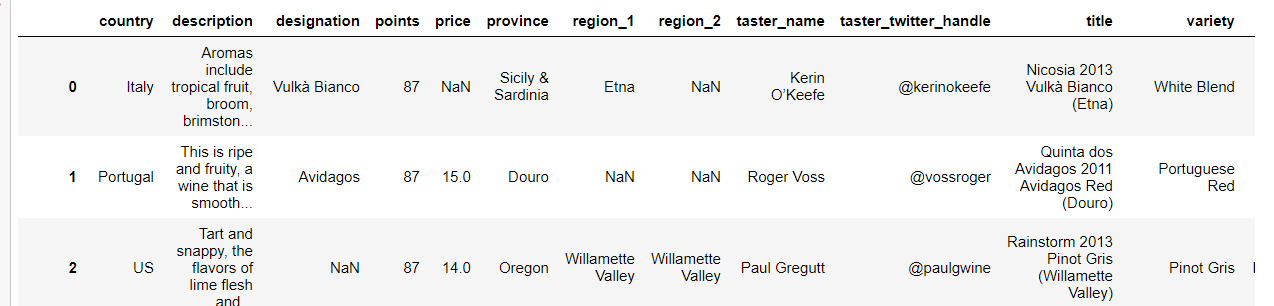 country description designation points price province region_1 region_2 taster_name taster_twitter_handle title variety
0 Italy Aromas include tropical fruit, broom, brimston... Vulkà Bianco 87 NaN Sicily & Sardinia Etna NaN Kerin O’Keefe @kerinokeefe Nicosia 2013 Vulkà Bianco (Etna) White Blend
1 Portugal This is ripe and fruity, a wine that is smooth... Avidagos 87 15.0 Douro NaN NaN Roger Voss @vossroger Quinta dos Avidagos 2011 Avidagos Red (Douro) Portuguese Red
2 US Tart and snappy, the flavors of lime flesh and... NaN 87 14.0 Oregon Willamette Valley Willamette Valley Paul Gregutt @paulgwine Rainstorm 2013 Pinot Gris (Willamette Valley) Pinot Gris